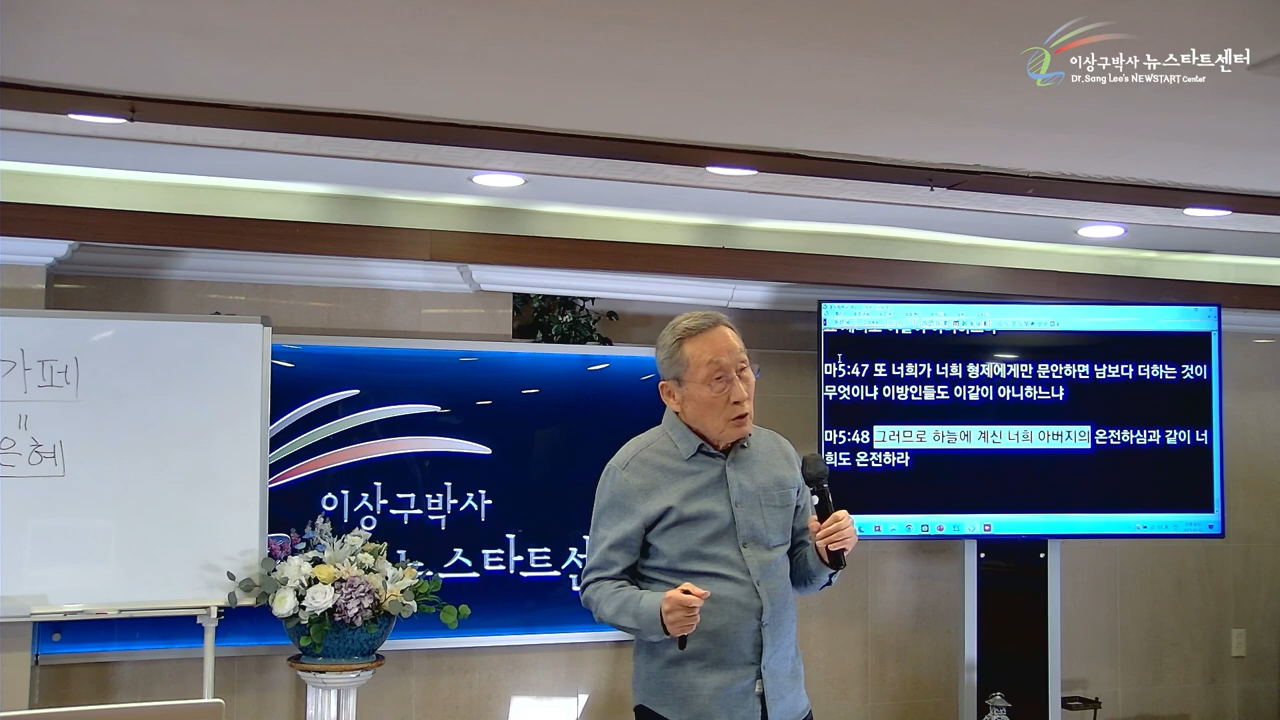 이상구박사 뉴스타트센터
Dr. Sang Lee's NEWSTART Center
가페
=
은혜
이상구박사
뉴스타트센
마5:47 또 너희가 너희 형제에게만 문안하면 남보다 더하는 것이
무엇이냐 이방인들도 이같이 아니하느냐
마5:48 그러므로 하늘에 계신 너희 아버지의 온전하심과 같이 너
희도 온전하라